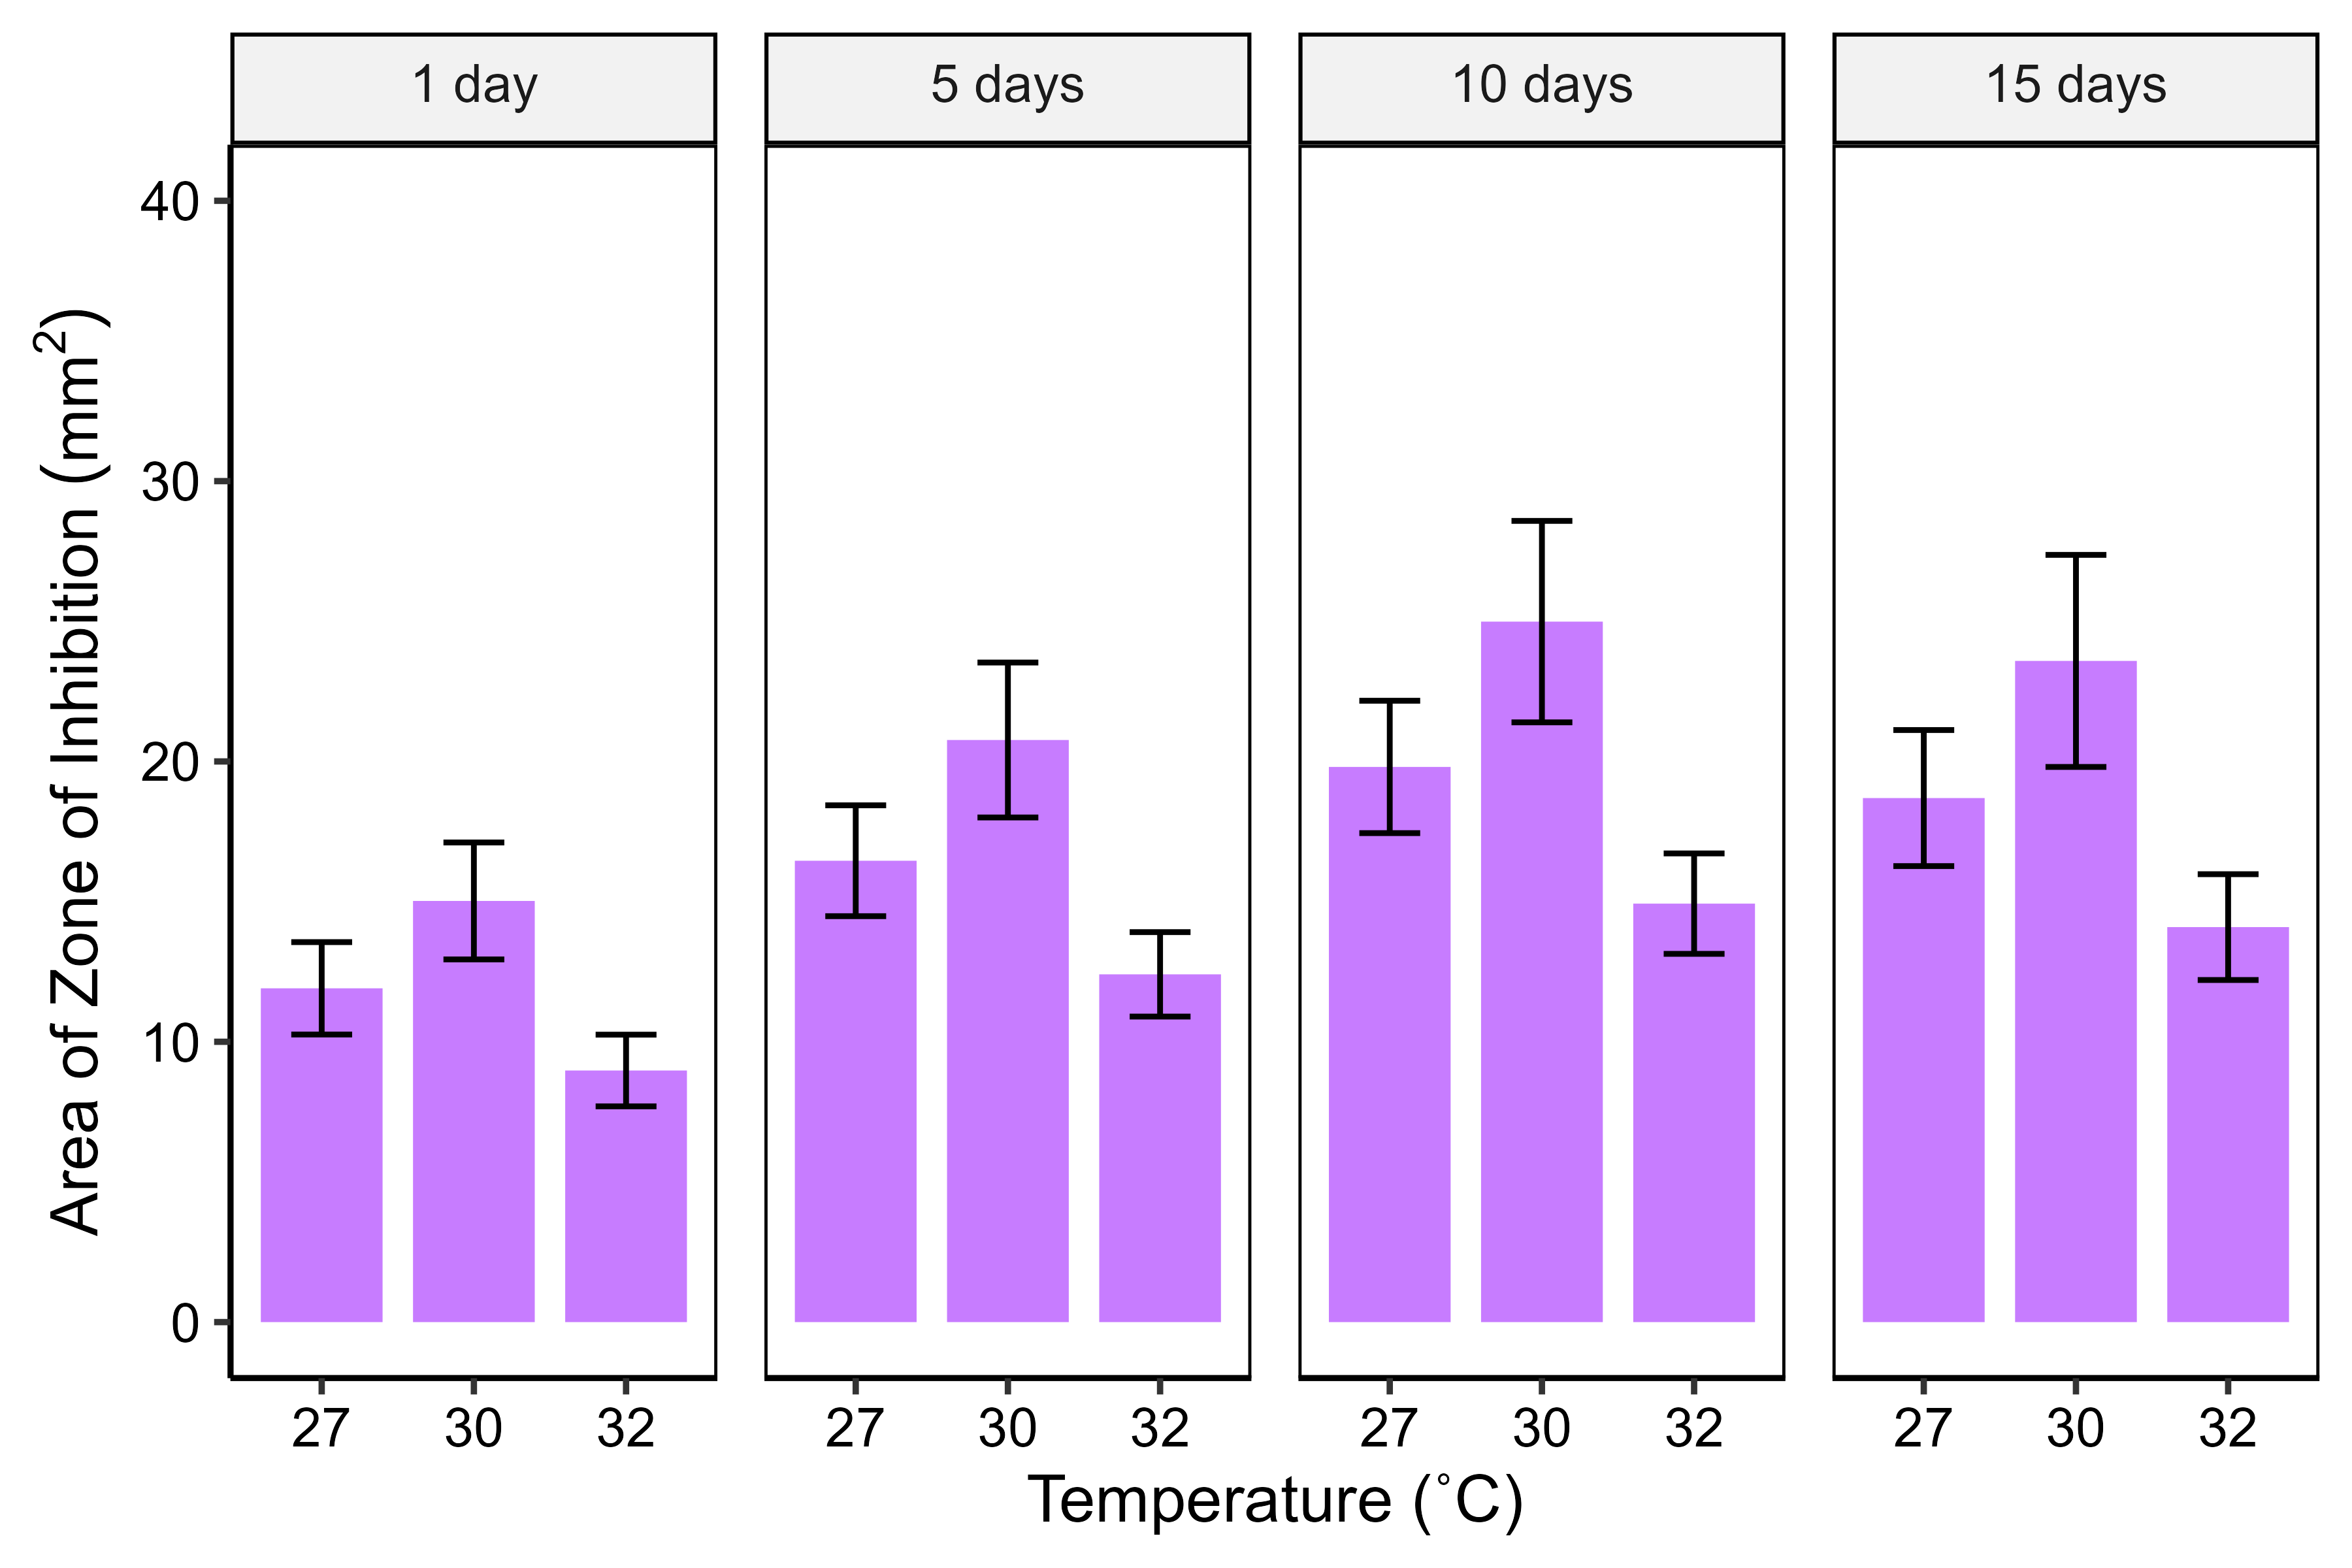 1 day
5 days
10 days
15 days
Area of Zone of Inhibition (mm²)
40
30
20
10
0
27 30 32
27 30 32
27 30 32
27 30 32
Temperature (˚C)